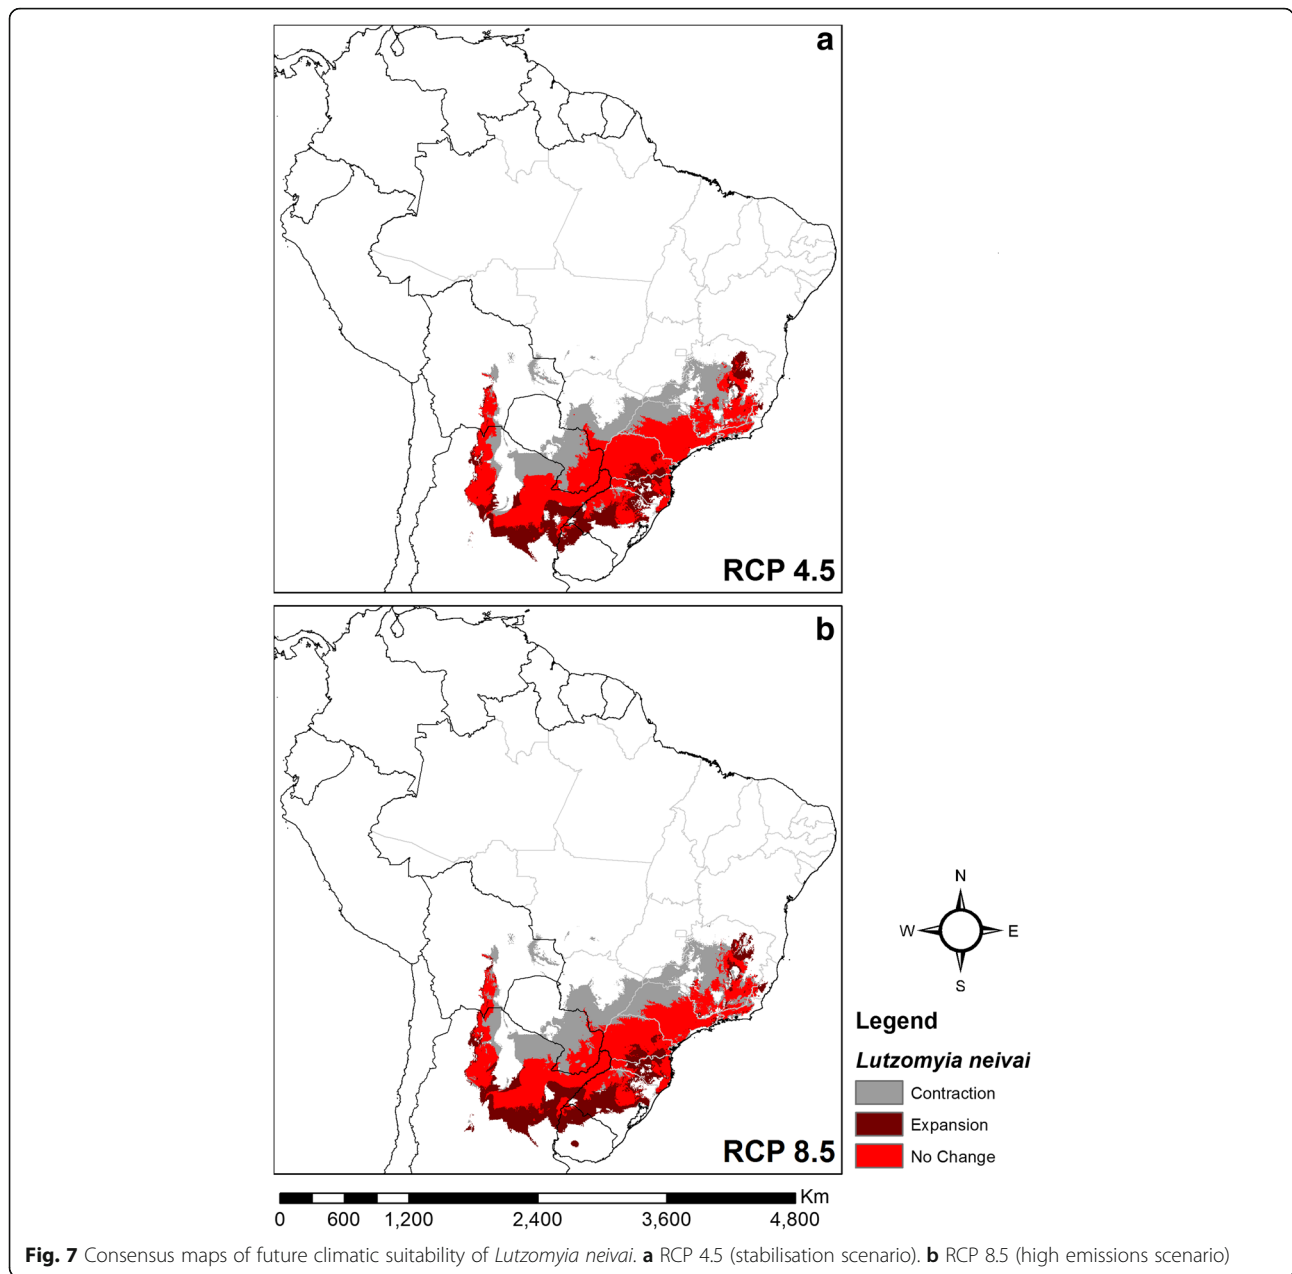 a
RCP 4.5
b
RCP 8.5
N
W
E
S
Legend
Lutzomyia neivai
Contraction
Expansion
No Change
Km
0 600 1,200 2,400 3,600 4,800
Fig. 7 Consensus maps of future climatic suitability of Lutzomyia neivai. a RCP 4.5 (stabilisation scenario). b RCP 8.5 (high emissions scenario)